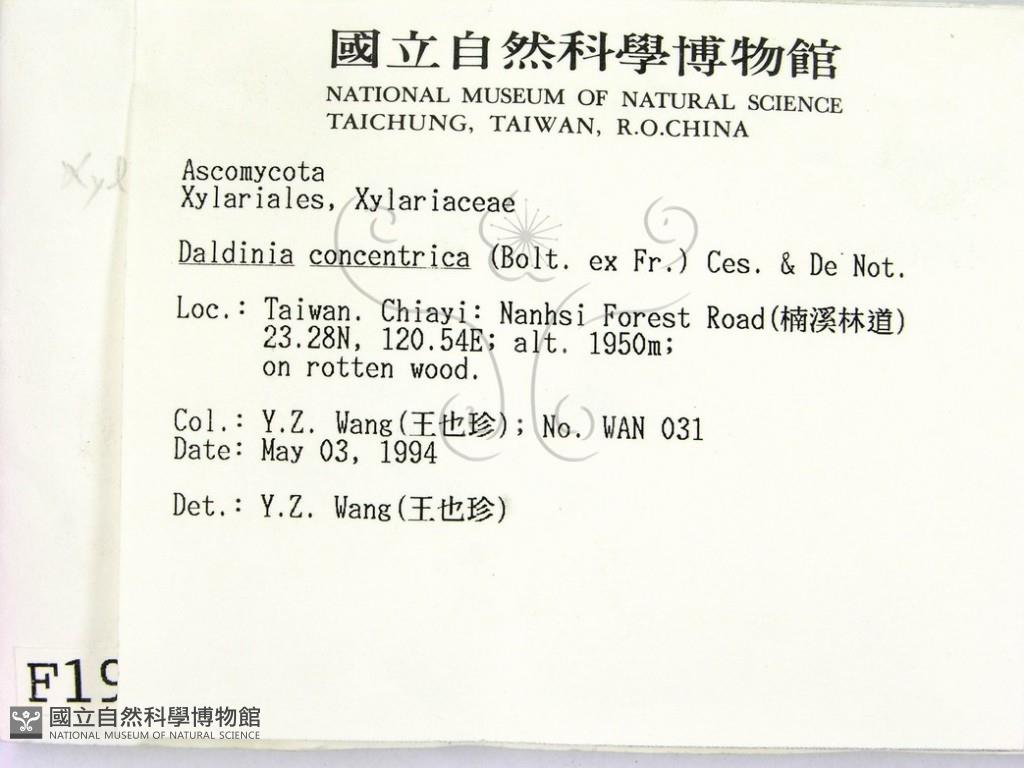 國立自然科學博物館
NATIONAL MUSEUM OF NATURAL SCIENCE
TAICHUNG, TAIWAN, R.O.CHINA
Xyl
Ascomycota
Xylariales, Xylariaceae
Daldinia concentrica (Bolt. ex Fr.) Ces. & De Not.
Loc.: Taiwan. Chiayi: Nanhsi Forest Road(楠溪林道)
23.28N, 120.54E; alt. 1950m;
on rotten wood.
Col.: Y.Z. Wang(王也珍); No. WAN 031
Date: May 03, 1994
Det.: Y.Z. Wang(王也珍)
F19
國立自然科學博物館
NATIONAL MUSEUM OF NATURAL SCIENCE